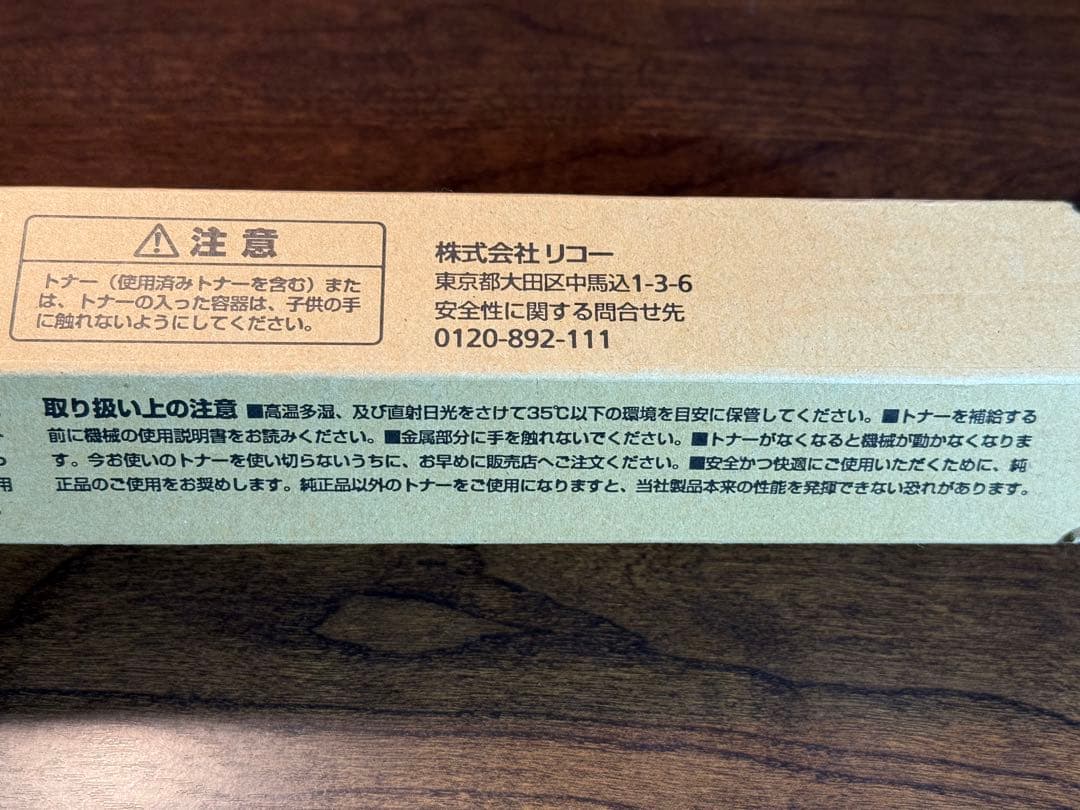 ⚠注意
トナー（使用済みトナーを含む）また
は、トナーの入った容器は、子供の手
に触れないようにしてください。
株式会社リコー
東京都大田区中馬込1-3-6
安全性に関する問合せ先
0120-892-111
取り扱い上の注意 ■高温多湿、及び直射日光をさけて35℃以下の環境を目安に保管してください。■トナーを補給する
前に機械の使用説明書をお読みください。■金属部分に手を触れないでください。■トナーがなくなると機械が動かなくなりま
す。今お使いのトナーを使い切らないうちに、お早めに販売店へご注文ください。■安全かつ快適にご使用いただくために、純
正品のご使用をお奨めします。純正品以外のトナーをご使用になりますと、当社製品本来の性能を発揮できない恐れがあります。
用